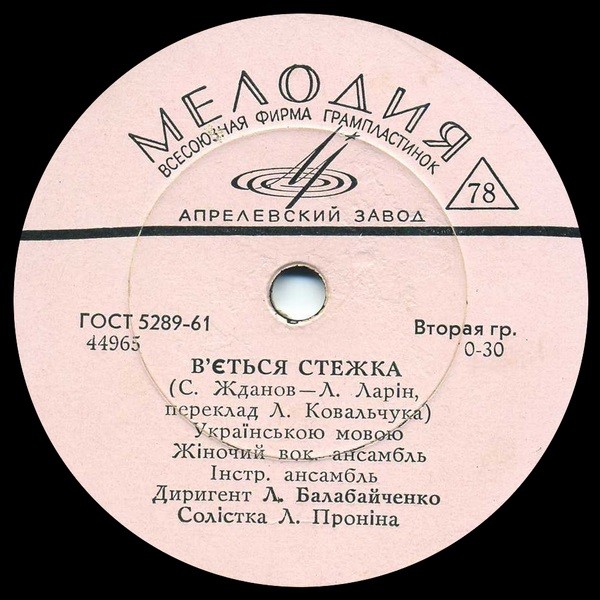 МЕЛОДИЯ
ВСЕСОЮЗНАЯ ФИРМА ГРАМПЛАСТИНОК
78
АПРЕЛЕВСКИЙ ЗАВОД
ГОСТ 5289-61
44965
Вторая гр.
0-30
В'ЄТЬСЯ СТЕЖКА
(С. Жданов—Л. Ларін,
переклад Л. Ковальчука)
Українською мовою
Жіночий вок. ансамбль
Інстр. ансамбль
Диригент Л. Балабайченко
Солістка Л. Проніна